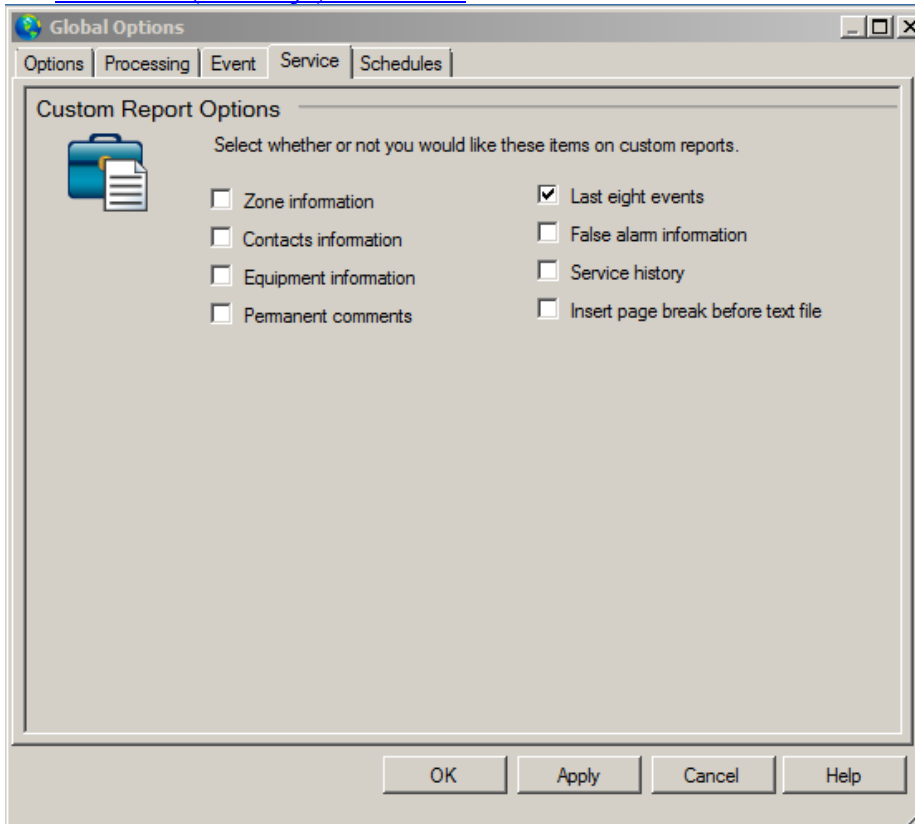 Global Options
Options Processing Event Service Schedules
Custom Report Options
Select whether or not you would like these items on custom reports.
Zone information
Contacts information
Equipment information
Permanent comments
Last eight events
False alarm information
Service history
Insert page break before text file
OK Apply Cancel Help